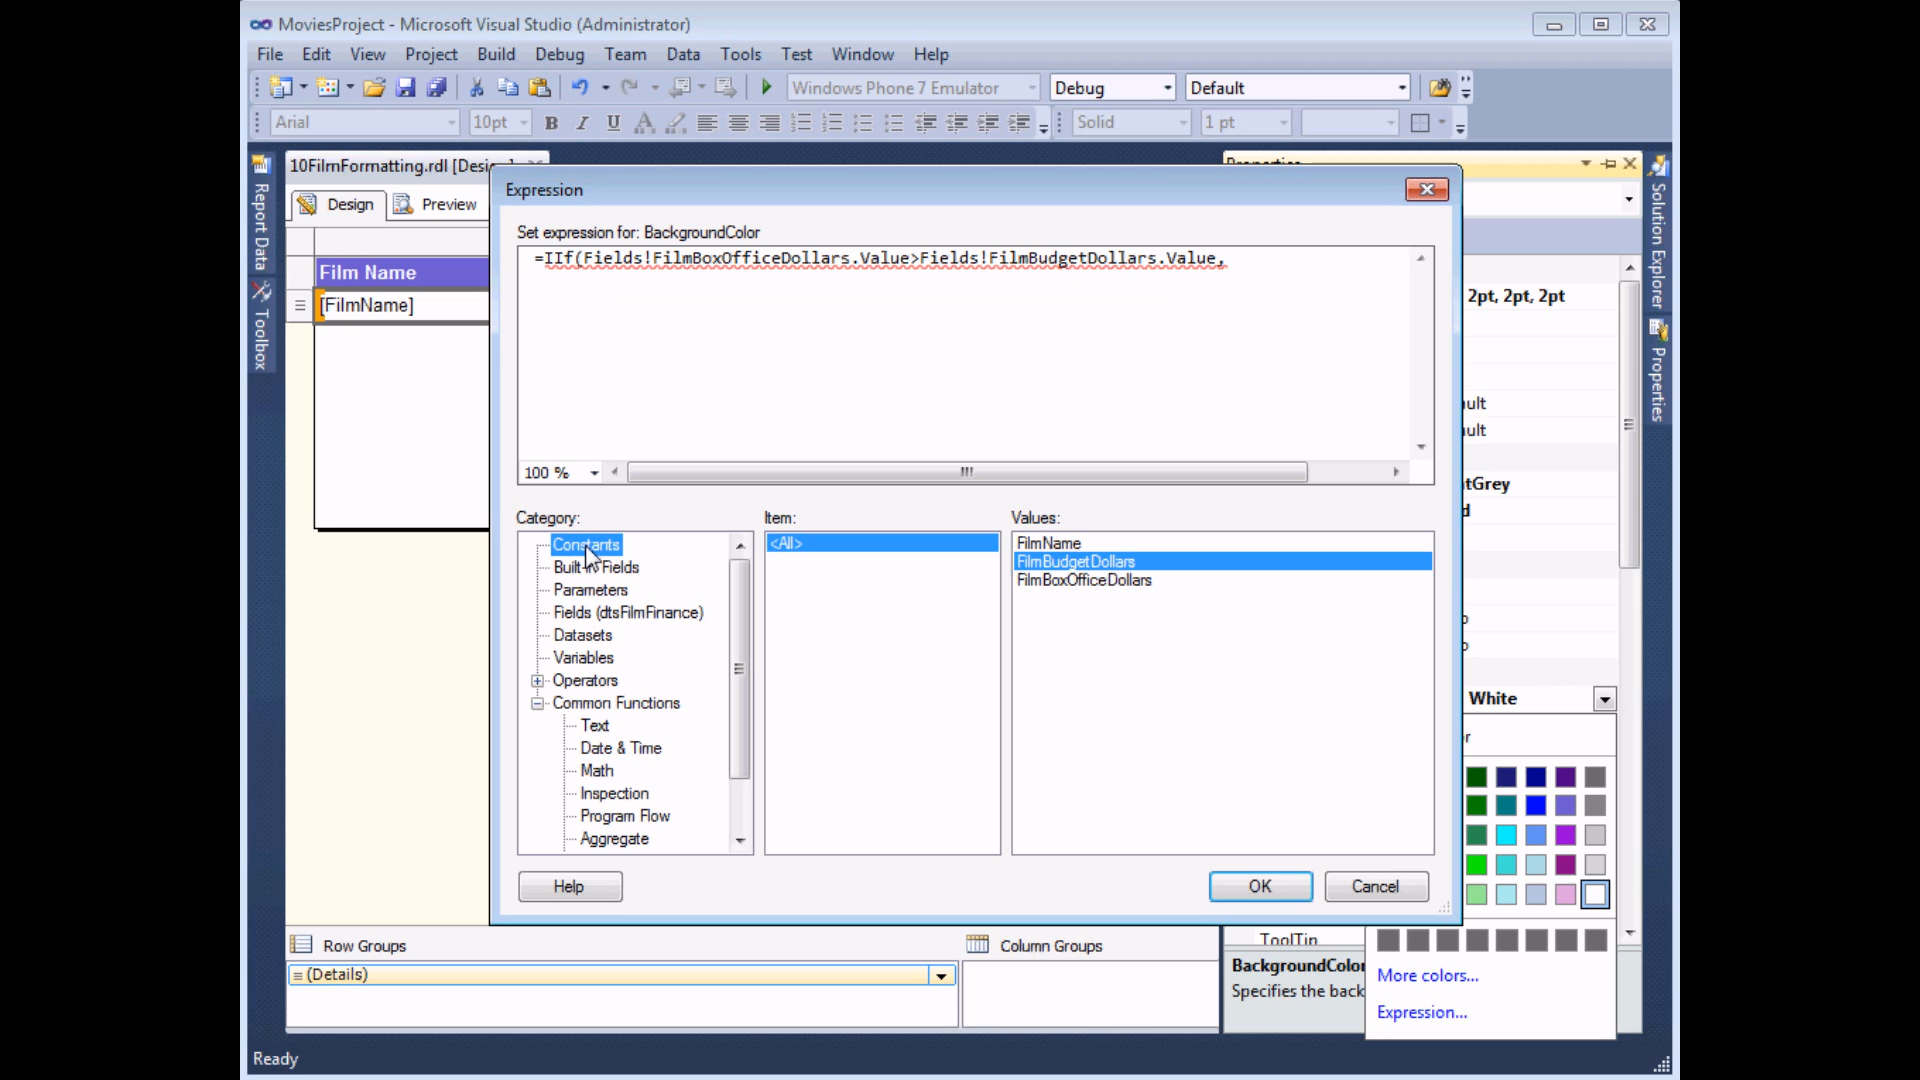 MoviesProject - Microsoft Visual Studio (Administrator)
File Edit View Project Build Debug Team Data Tools Test Window Help
Windows Phone 7 Emulator Debug Default
Arial 10pt B I U A Solid 1 pt
10FilmFormatting.rdl [Desi
Design Preview
Film Name
[FilmName]
Report Data
Toolbox
Solution Explorer
Properties
Expression
Set expression for: BackgroundColor
=IIf(Fields!FilmBoxOfficeDollars.Value>Fields!FilmBudgetDollars.Value,
100 %
Category:
Constants
Built-in Fields
Parameters
Fields (dtsFilmFinance)
Datasets
Variables
Operators
Common Functions
Text
Date & Time
Math
Inspection
Program Flow
Aggregate
Item:
<All>
Values:
FilmName
FilmBudgetDollars
FilmBoxOfficeDollars
Help OK Cancel
2pt, 2pt, 2pt
ult
ult
tGrey
d
White
r
Row Groups
(Details)
Column Groups
ToolTip
BackgroundColor
Specifies the back
More colors...
Expression...
Ready